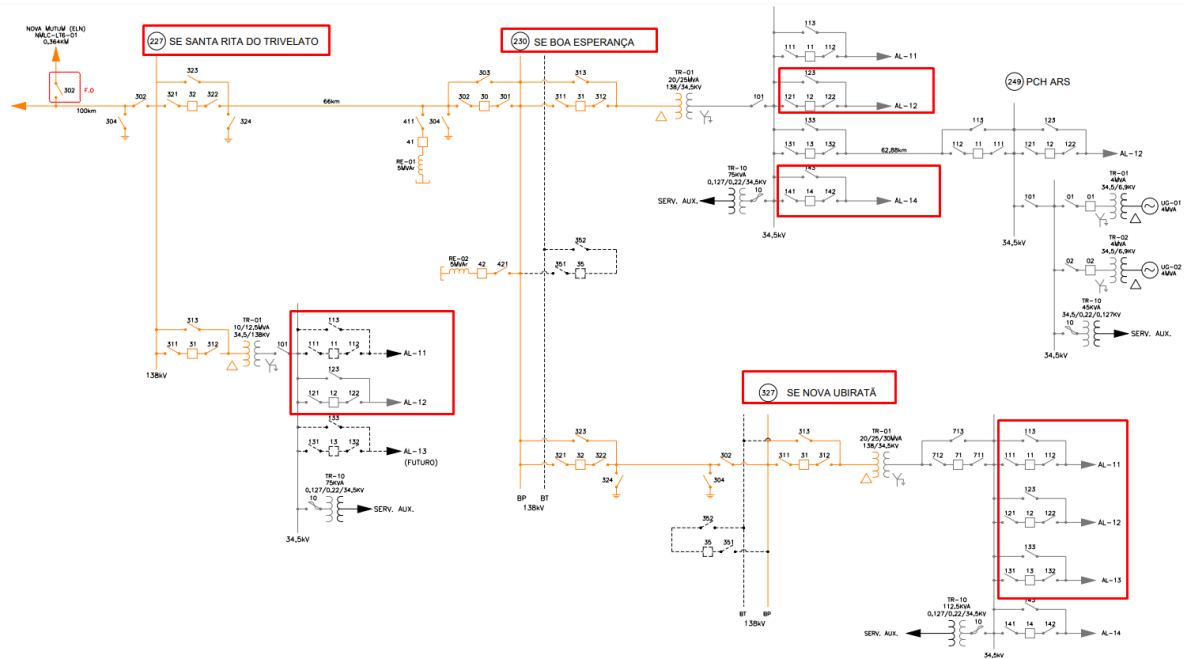 NOVA MUTUM (ELN)
NMLC-LT6-01
0,364KM
302
F.O
100km
304
302
227
SE SANTA RITA DO TRIVELATO
323
321
32
322
324
66km
411
41
RE-01
5MVAr
304
303
302
30
301
230
SE BOA ESPERANÇA
313
311
31
312
TR-01
20/25MVA
138/34,5KV
101
113
111
11
112
AL-11
123
121
12
122
AL-12
133
131
13
132
62,88km
143
141
14
142
AL-14
TR-10
75KVA
0,127/0,22/34,5KV
10
SERV. AUX.
34,5kV
249
PCH ARS
113
112
11
111
123
121
12
122
AL-12
101
34,5kV
01
01
TR-01
4MVA
34,5/6,9KV
UG-01
4MVA
02
02
TR-02
4MVA
34,5/6,9KV
UG-02
4MVA
TR-10
45KVA
34,5/0,22/0,127KV
10
SERV. AUX.
34,5kV
RE-02
5MVAr
42
421
352
351
35
313
311
31
312
138kV
TR-01
10/12,5MVA
34,5/138KV
101
113
111
11
112
AL-11
123
121
12
122
AL-12
133
131
13
132
AL-13
(FUTURO)
TR-10
75KVA
0,127/0,22/34,5KV
10
SERV. AUX.
34,5kV
323
321
32
322
324
BP
BT
138kV
327
SE NOVA UBIRATÃ
302
304
352
35
351
BT
BP
138kV
313
311
31
312
TR-01
20/25/30MVA
138/34,5KV
713
712
71
711
113
111
11
112
AL-11
123
121
12
122
AL-12
133
131
13
132
AL-13
143
141
14
142
AL-14
TR-10
112,5KVA
0,127/0,22/34,5KV
10
SERV. AUX.
34,5kV